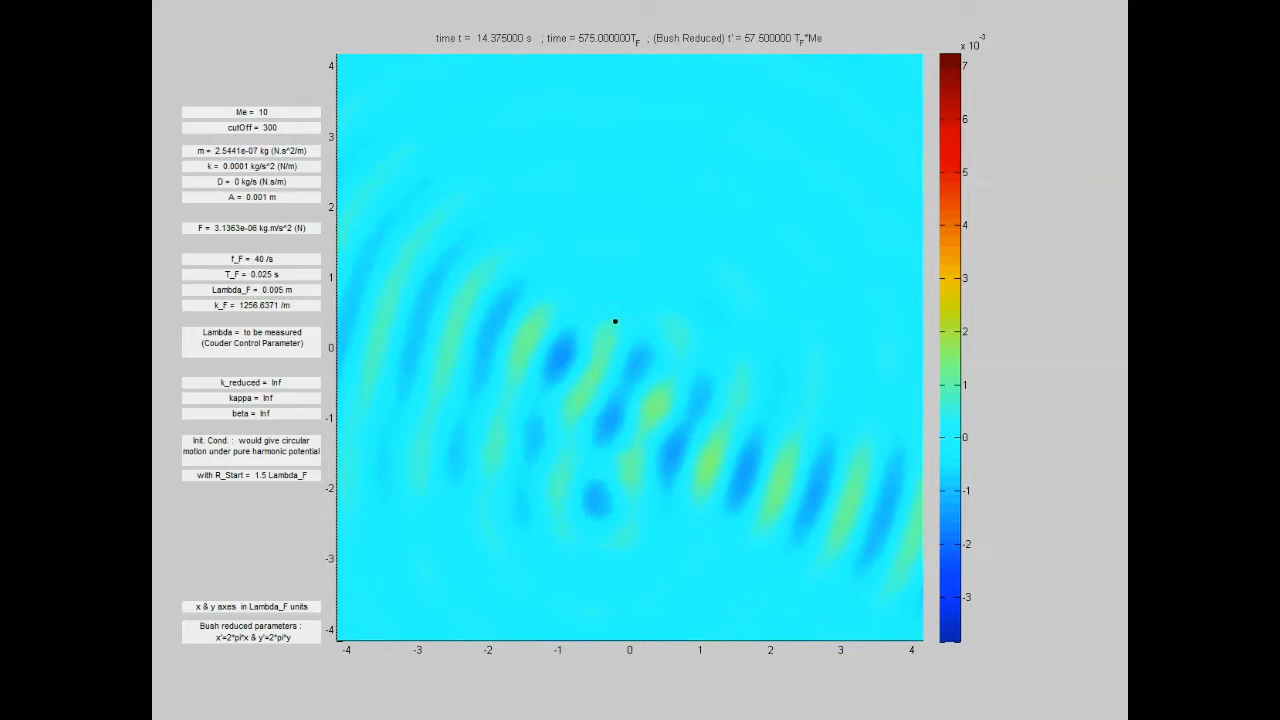 time t =  14.375000 s   ; time = 575.000000T_F  ; (Bush Reduced) t' = 57.500000 T_F*Me
x 10^-3
Me =  10
cutOff =  300
m =  2.5441e-07 kg (N.s^2/m)
k =  0.0001 kg/s^2 (N/m)
D =  0 kg/s (N.s/m)
A =  0.001 m
F =  3.1363e-06 kg.m/s^2 (N)
f_F =  40 /s
T_F =  0.025 s
Lambda_F =  0.005 m
k_F =  1256.6371 /m
Lambda =  to be measured
(Couder Control Parameter)
k_reduced =  Inf
kappa =  Inf
beta =  Inf
Init. Cond. :  would give circular
motion under pure harmonic potential
with R_Start =  1.5 Lambda_F
x & y axes  in Lambda_F units
Bush reduced parameters :
x'=2*pi*x & y'=2*pi*y
4
3
2
1
0
-1
-2
-3
-4
-4 -3 -2 -1 0 1 2 3 4
7
6
5
4
3
2
1
0
-1
-2
-3